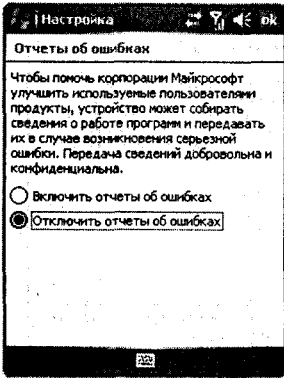 Настройка ok
Отчеты об ошибках
Чтобы помочь корпорации Майкрософт
улучшить используемые пользователями
продукты, устройство может собирать
сведения о работе программ и передавать
их в случае возникновения серьезной
ошибки. Передача сведений добровольна и
конфиденциальна.
Включить отчеты об ошибках
Отключить отчеты об ошибках